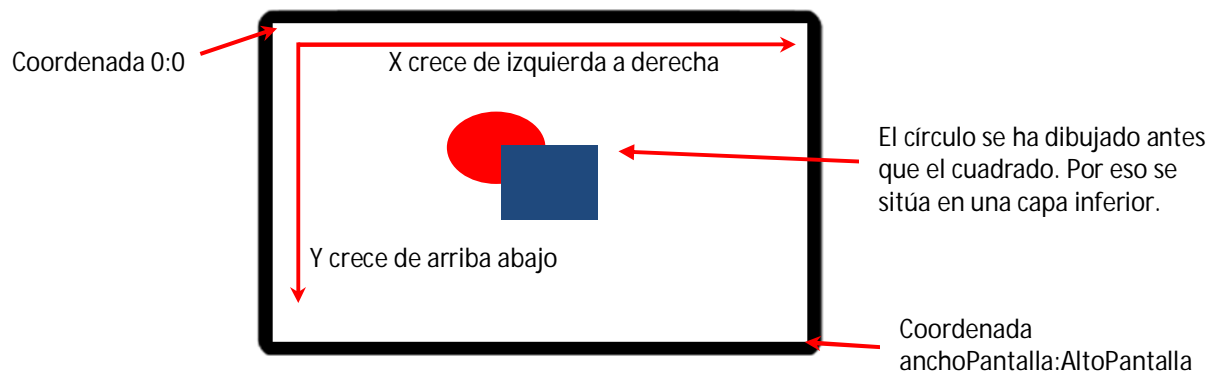 Coordenada 0:0
X crece de izquierda a derecha
El círculo se ha dibujado antes
que el cuadrado. Por eso se
sitúa en una capa inferior.
Y crece de arriba abajo
Coordenada
anchoPantalla:AltoPantalla